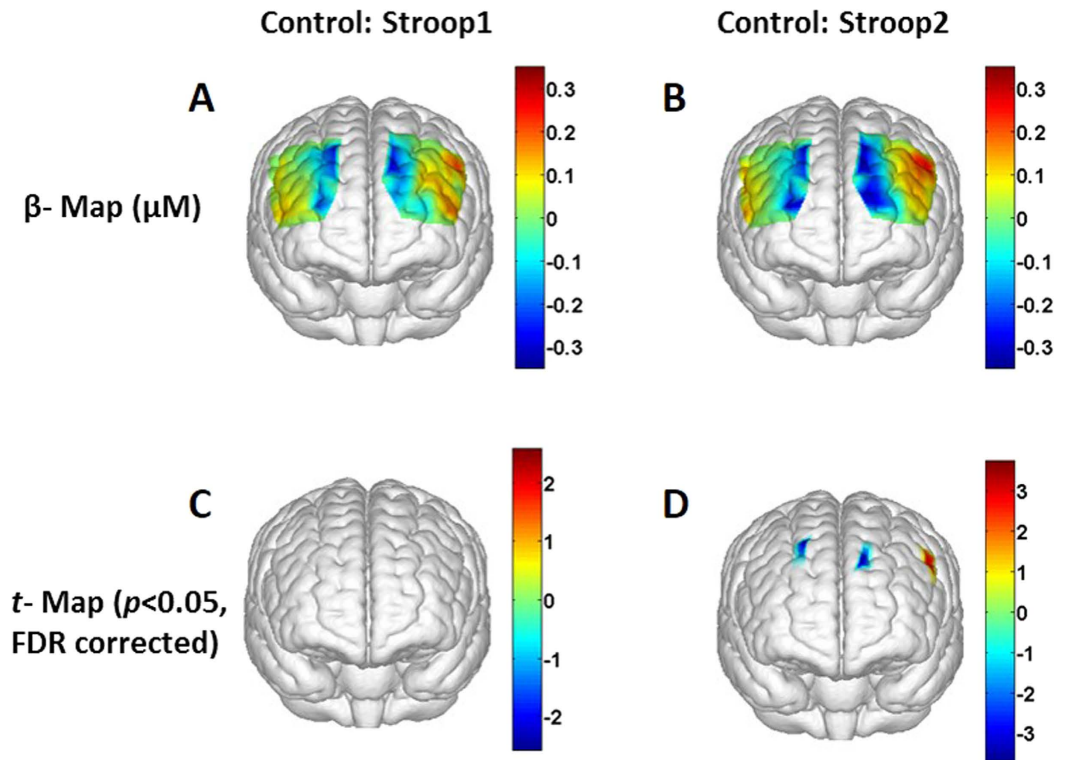 Control: Stroop1
Control: Stroop2
A
B
β- Map (μM)
0.3
0.2
0.1
0
-0.1
-0.2
-0.3
0.3
0.2
0.1
0
-0.1
-0.2
-0.3
C
D
t- Map (p<0.05,
FDR corrected)
2
1
0
-1
-2
3
2
1
0
-1
-2
-3